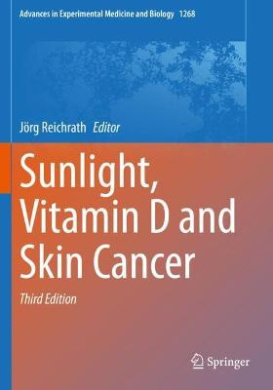 Advances in Experimental Medicine and Biology 1268
Jörg Reichrath Editor
Sunlight,
Vitamin D and
Skin Cancer
Third Edition
Springer